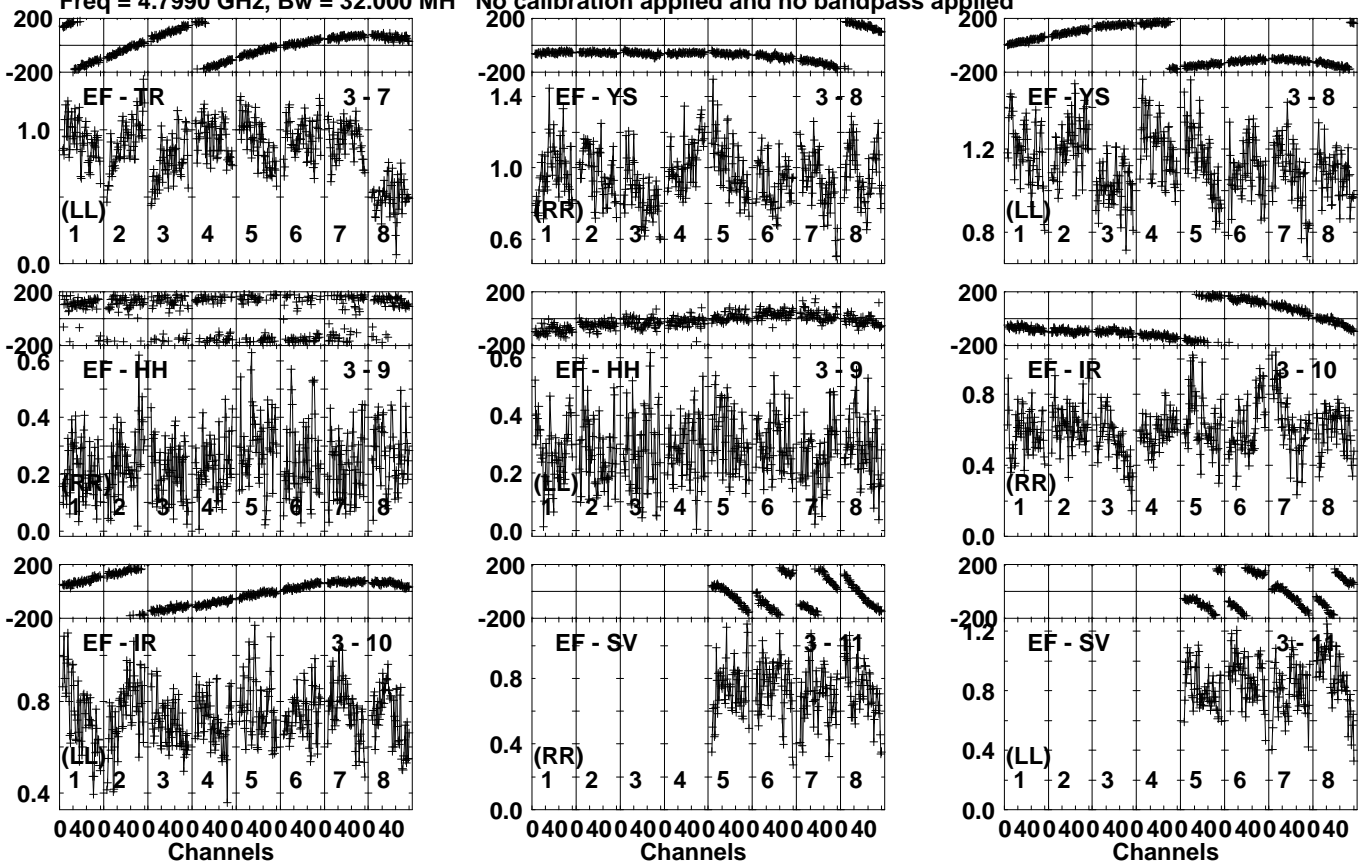 Freq = 4.7990 GHz, Bw = 32.000 MH No calibration applied and no bandpass applied
200
-200
EF - TR 3 - 7
1.0
(LL)
1 2 3 4 5 6 7 8
0.0
200
-200
EF - YS 3 - 8
1.4
1.0
(RR)
0.6
1 2 3 4 5 6 7 8
200
-200
EF - YS 3 - 8
1.2
(LL)
0.8
1 2 3 4 5 6 7 8
200
-200
0.6
EF - HH 3 - 9
0.4
0.2
(RR)
1 2 3 4 5 6 7 8
0.0
200
-200
0.6
EF - HH 3 - 9
0.4
0.2
(LL)
1 2 3 4 5 6 7 8
0.0
200
-200
EF - IR 3 - 10
0.8
0.4
(RR)
1 2 3 4 5 6 7 8
0.0
200
-200
EF - IR 3 - 10
0.8
(LL)
1 2 3 4 5 6 7 8
0.4
0 40 0 40 0 40 0 40 0 40 0 40 0 40 0 40
Channels
200
-200
EF - SV 3 - 11
0.8
0.4
(RR)
1 2 3 4 5 6 7 8
0.0
0 40 0 40 0 40 0 40 0 40 0 40 0 40 0 40
Channels
200
-200
1.2
EF - SV 3 - 11
0.8
0.4
(LL)
1 2 3 4 5 6 7 8
0.0
0 40 0 40 0 40 0 40 0 40 0 40 0 40 0 40
Channels